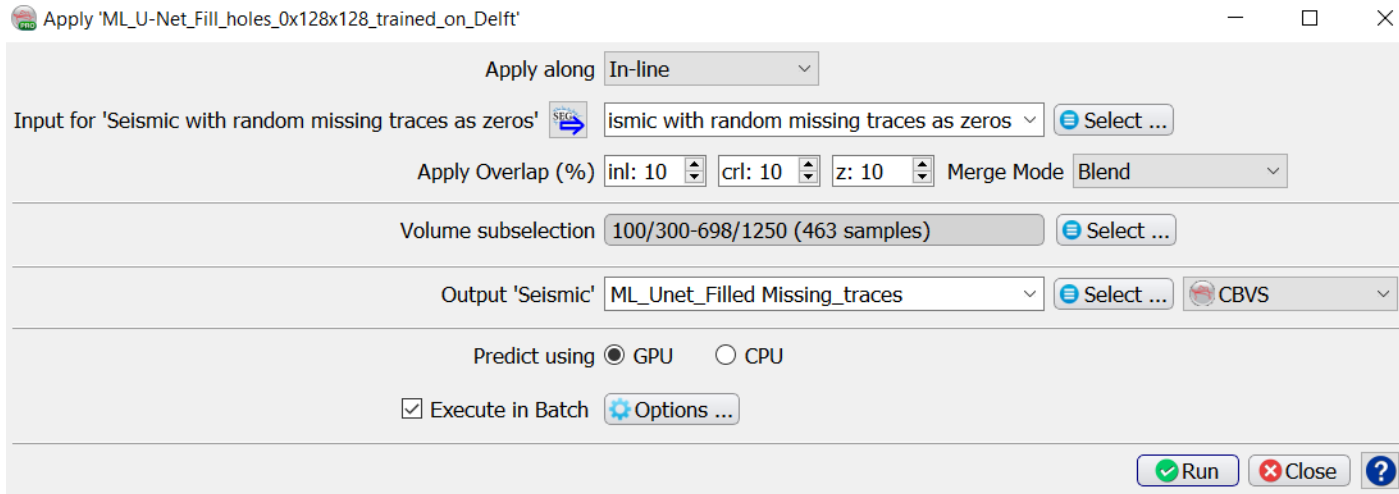 Apply 'ML_U-Net_Fill_holes_0x128x128_trained_on_Delft'
Apply along In-line
Input for 'Seismic with random missing traces as zeros' SEG ismic with random missing traces as zeros Select ...
Apply Overlap (%) inl: 10 crl: 10 z: 10 Merge Mode Blend
Volume subselection 100/300-698/1250 (463 samples) Select ...
Output 'Seismic' ML_Unet_Filled Missing_traces Select ... CBVS
Predict using GPU CPU
Execute in Batch Options ...
Run Close ?